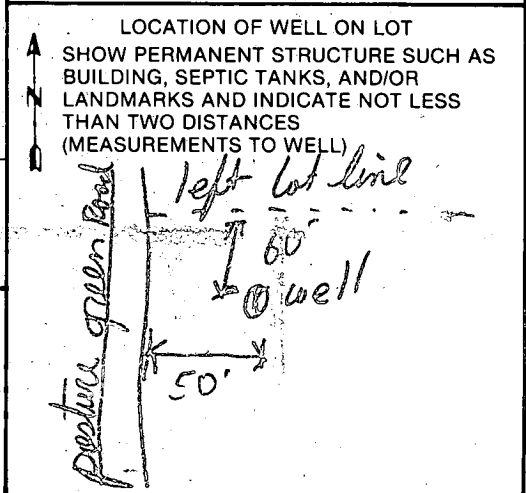 LOCATION OF WELL ON LOT
SHOW PERMANENT STRUCTURE SUCH AS
BUILDING, SEPTIC TANKS, AND/OR
N LANDMARKS AND INDICATE NOT LESS
THAN TWO DISTANCES
(MEASUREMENTS TO WELL)
left lot line
60'
well
50'
green Road